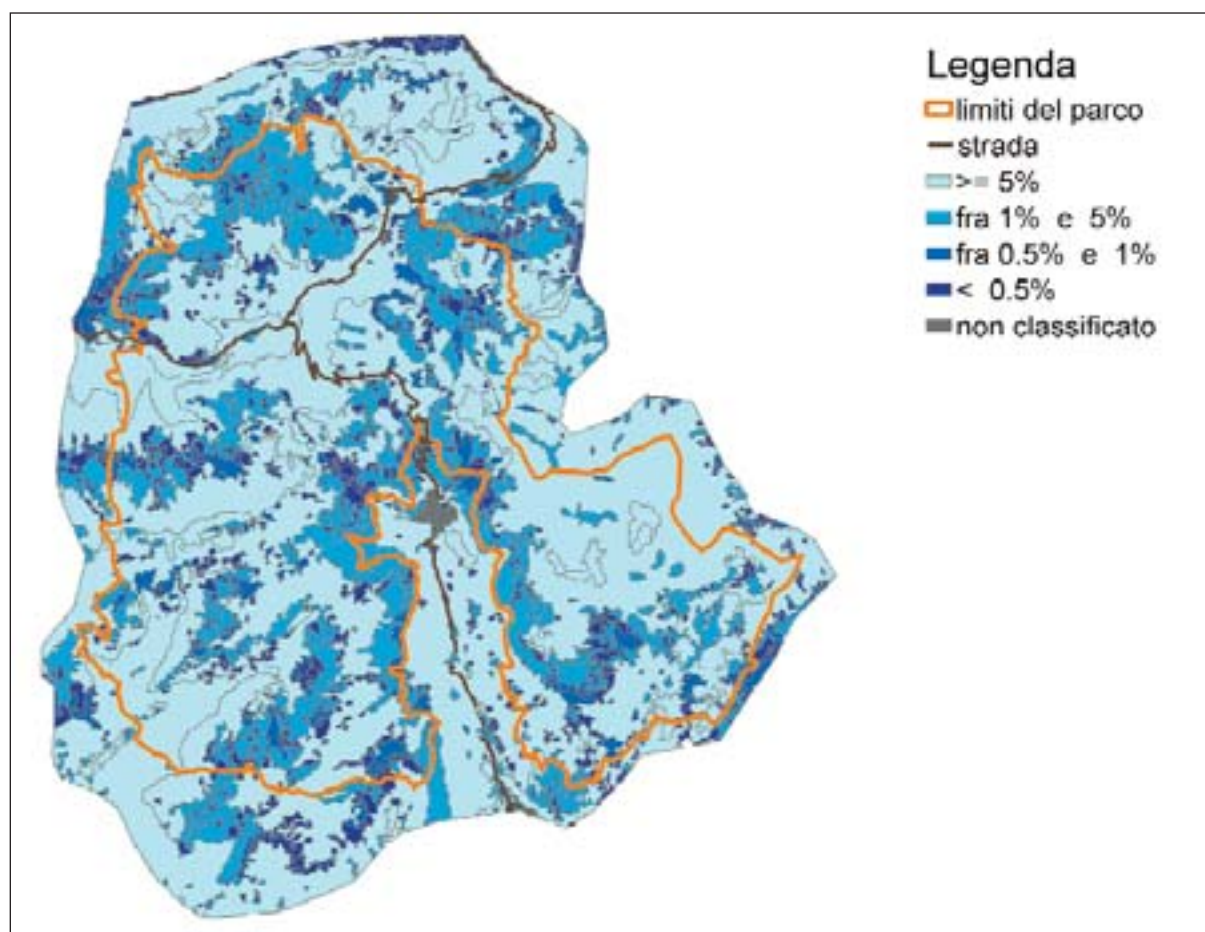 Legenda
limiti del parco
strada
>= 5%
fra 1% e 5%
fra 0.5% e 1%
< 0.5%
non classificato